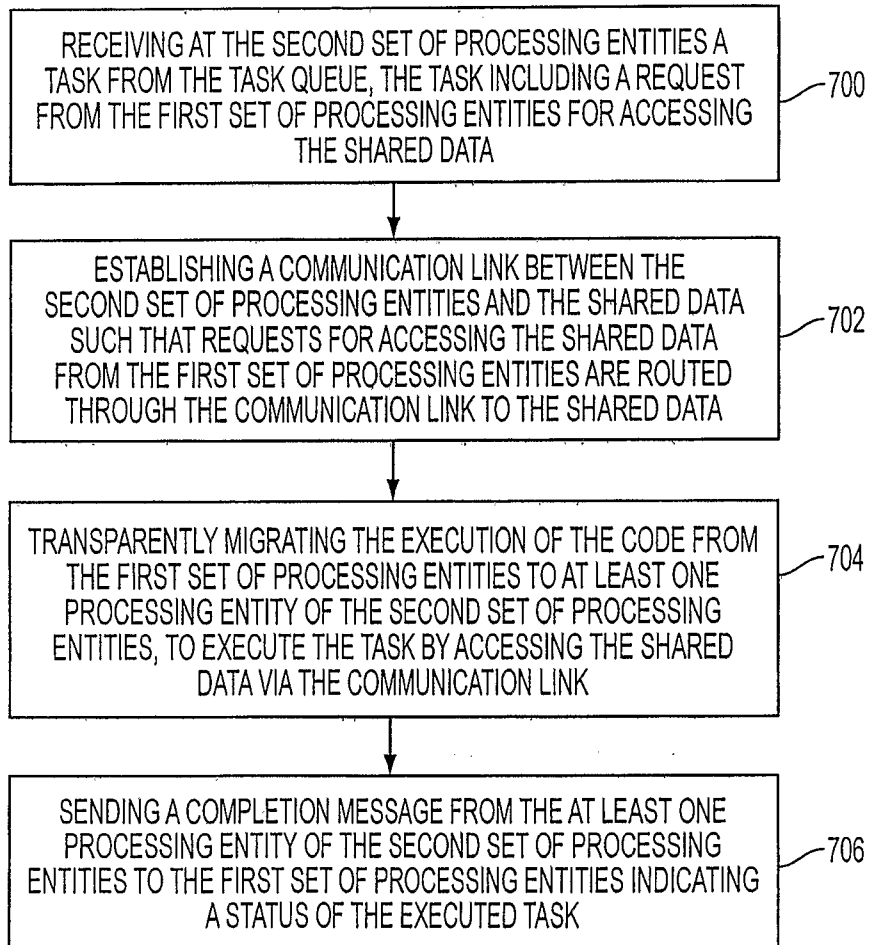 RECEIVING AT THE SECOND SET OF PROCESSING ENTITIES A
TASK FROM THE TASK QUEUE, THE TASK INCLUDING A REQUEST
FROM THE FIRST SET OF PROCESSING ENTITIES FOR ACCESSING
THE SHARED DATA
700
ESTABLISHING A COMMUNICATION LINK BETWEEN THE
SECOND SET OF PROCESSING ENTITIES AND THE SHARED DATA
SUCH THAT REQUESTS FOR ACCESSING THE SHARED DATA
FROM THE FIRST SET OF PROCESSING ENTITIES ARE ROUTED
THROUGH THE COMMUNICATION LINK TO THE SHARED DATA
702
TRANSPARENTLY MIGRATING THE EXECUTION OF THE CODE FROM
THE FIRST SET OF PROCESSING ENTITIES TO AT LEAST ONE
PROCESSING ENTITY OF THE SECOND SET OF PROCESSING
ENTITIES, TO EXECUTE THE TASK BY ACCESSING THE SHARED
DATA VIA THE COMMUNICATION LINK
704
SENDING A COMPLETION MESSAGE FROM THE AT LEAST ONE
PROCESSING ENTITY OF THE SECOND SET OF PROCESSING
ENTITIES TO THE FIRST SET OF PROCESSING ENTITIES INDICATING
A STATUS OF THE EXECUTED TASK
706